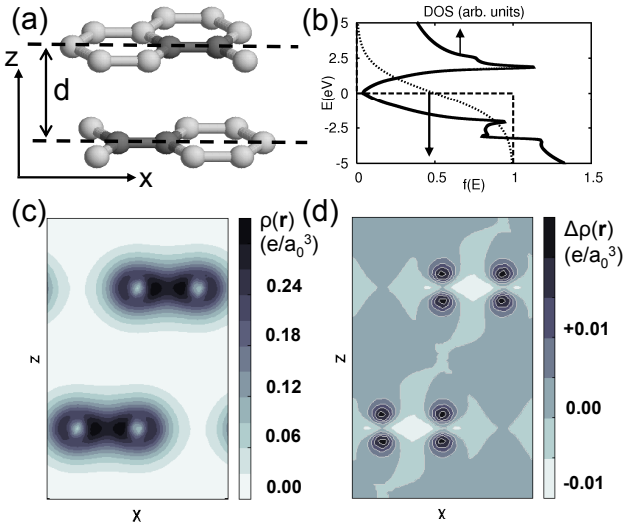 (a)
z
d
x
(b)
DOS (arb. units)
E(eV)
5
2.5
0
-2.5
-5
0
0.5
1
1.5
f(E)
(c)
ρ(r)
(e/a₀³)
0.24
0.18
0.12
0.06
0.00
z
x
(d)
Δρ(r)
(e/a₀³)
+0.01
0.00
-0.01
z
x